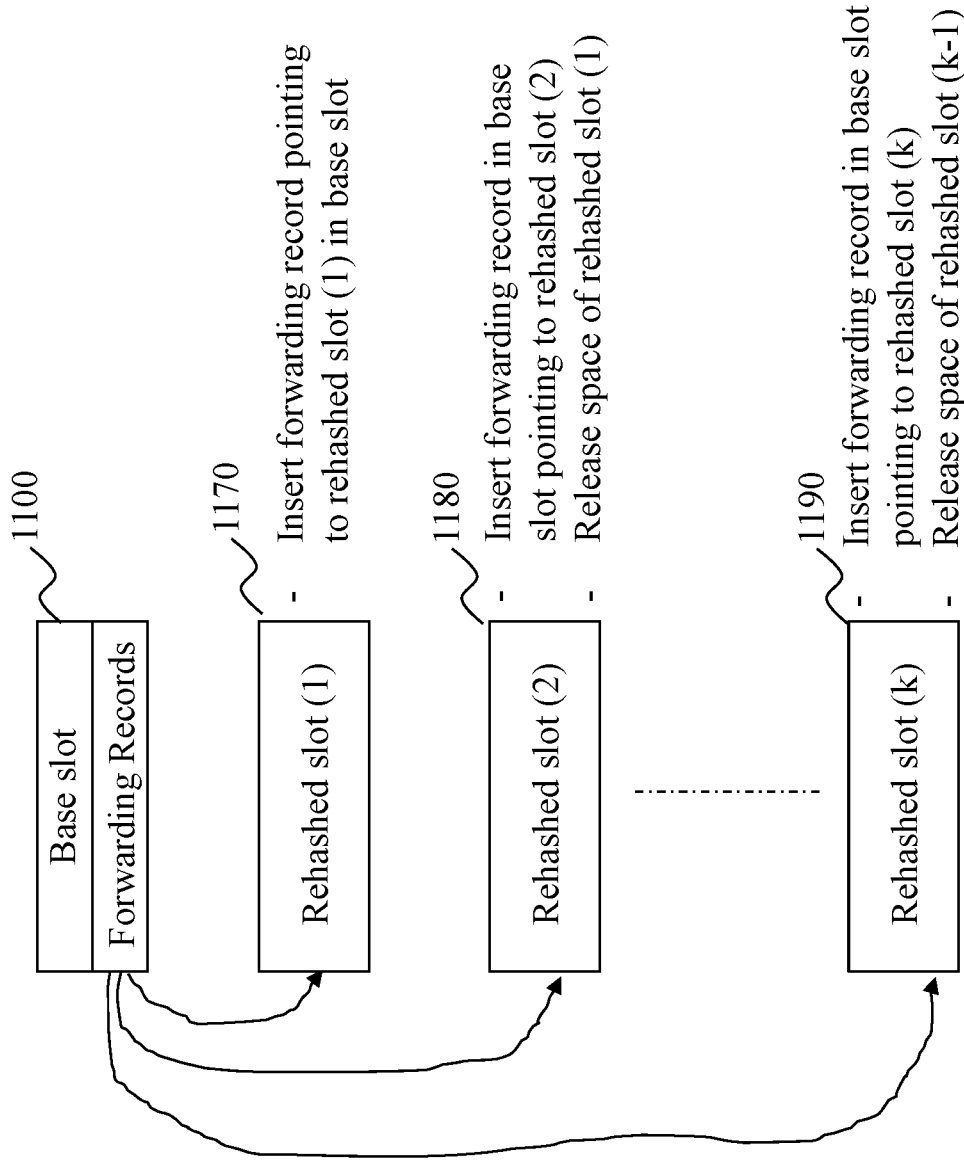 Base slot
Forwarding Records
1100
Rehashed slot (1)
1170
- Insert forwarding record pointing
to rehashed slot (1) in base slot
Rehashed slot (2)
1180
- Insert forwarding record in base
slot pointing to rehashed slot (2)
- Release space of rehashed slot (1)
Rehashed slot (k)
1190
- Insert forwarding record in base slot
pointing to rehashed slot (k)
- Release space of rehashed slot (k-1)